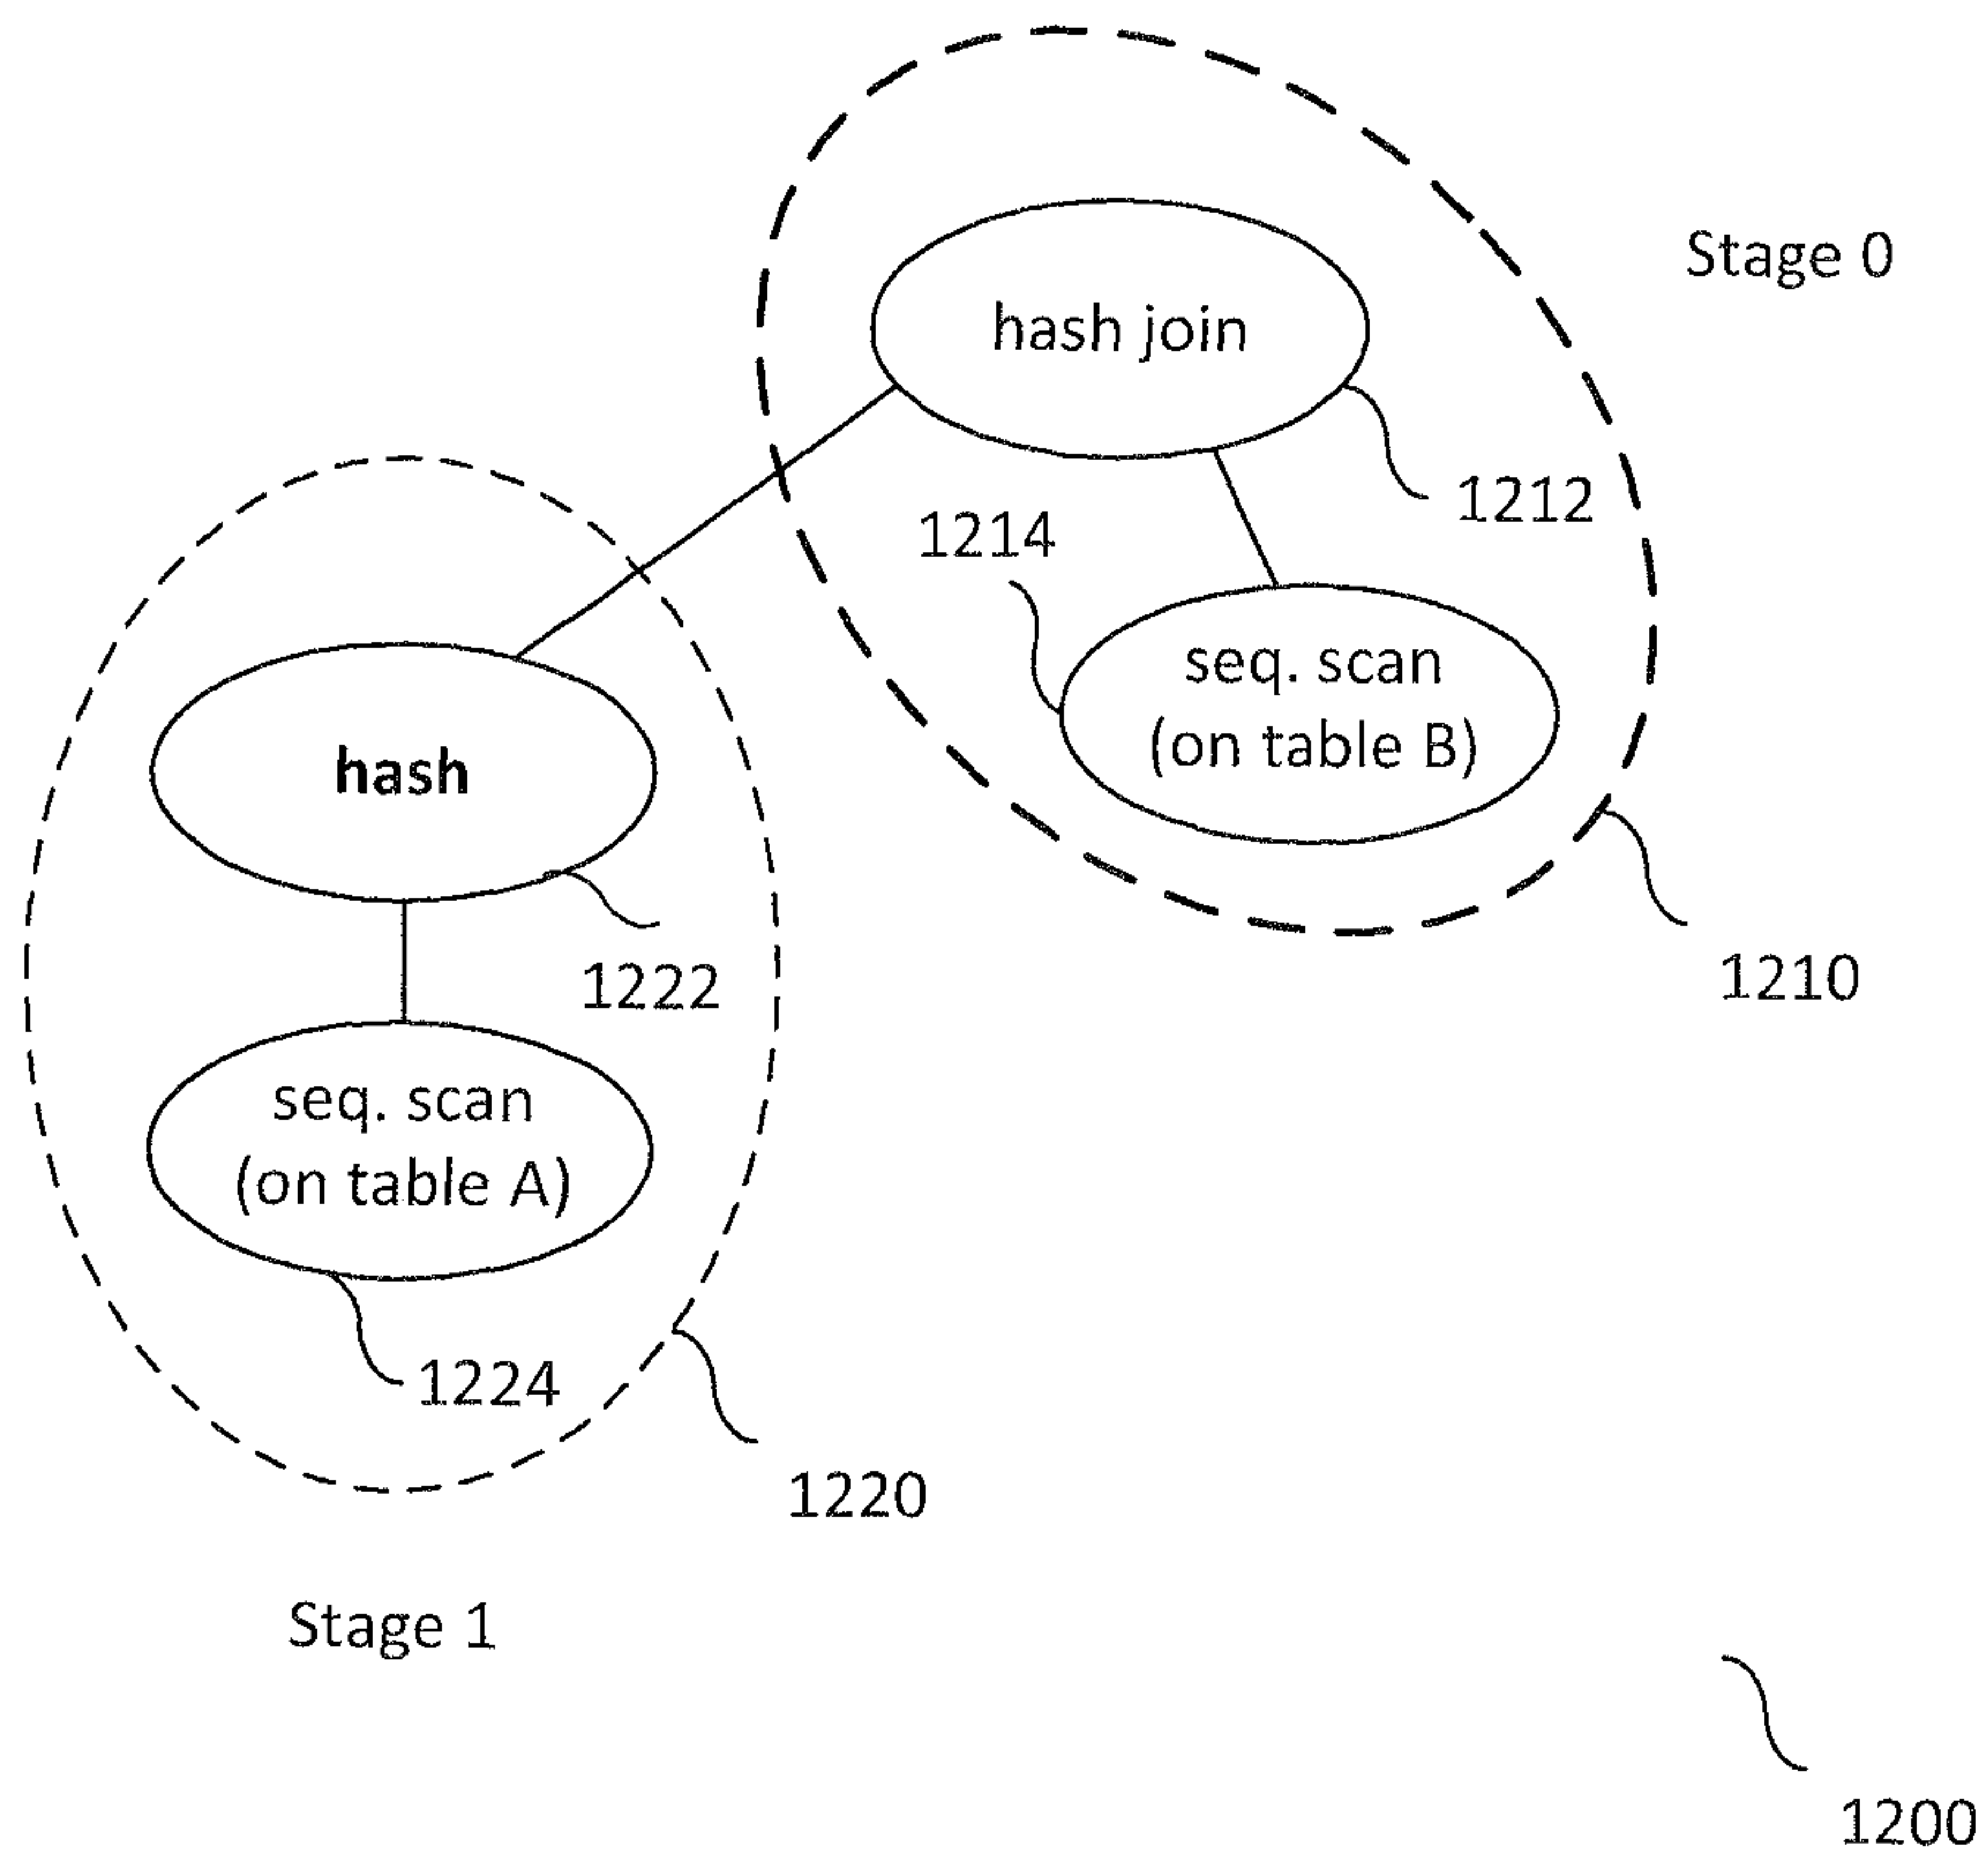 Stage 0
hash join
1212
1214
seq. scan
(on table B)
hash
1222
1210
seq. scan
(on table A)
1224
1220
Stage 1
1200